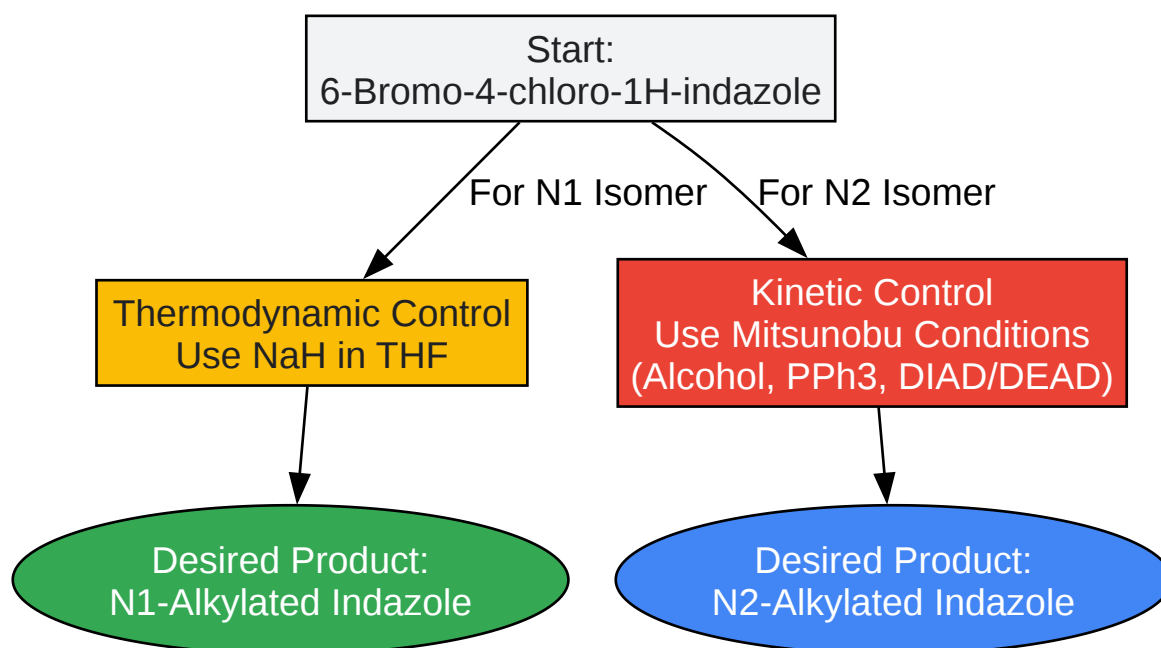 Start:
6-Bromo-4-chloro-1H-indazole
For N1 Isomer
For N2 Isomer
Thermodynamic Control
Use NaH in THF
Kinetic Control
Use Mitsunobu Conditions
(Alcohol, PPh3, DIAD/DEAD)
Desired Product:
N1-Alkylated Indazole
Desired Product:
N2-Alkylated Indazole